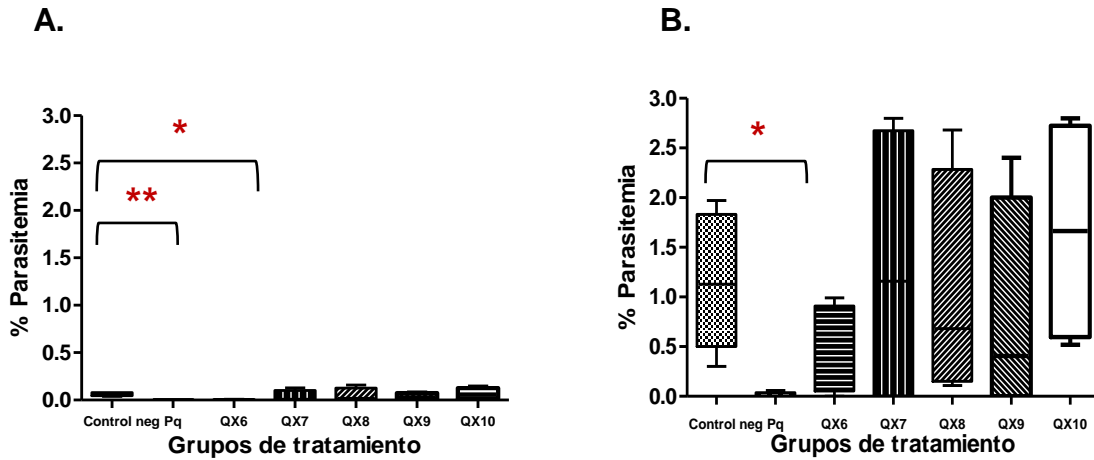 A.
% Parasitemia
3.0
2.5
2.0
1.5
1.0
0.5
0.0
*
**
Control neg Pq QX6 QX7 QX8 QX9 QX10
Grupos de tratamiento
B.
% Parasitemia
3.0
2.5
2.0
1.5
1.0
0.5
0.0
*
Control neg Pq QX6 QX7 QX8 QX9 QX10
Grupos de tratamiento